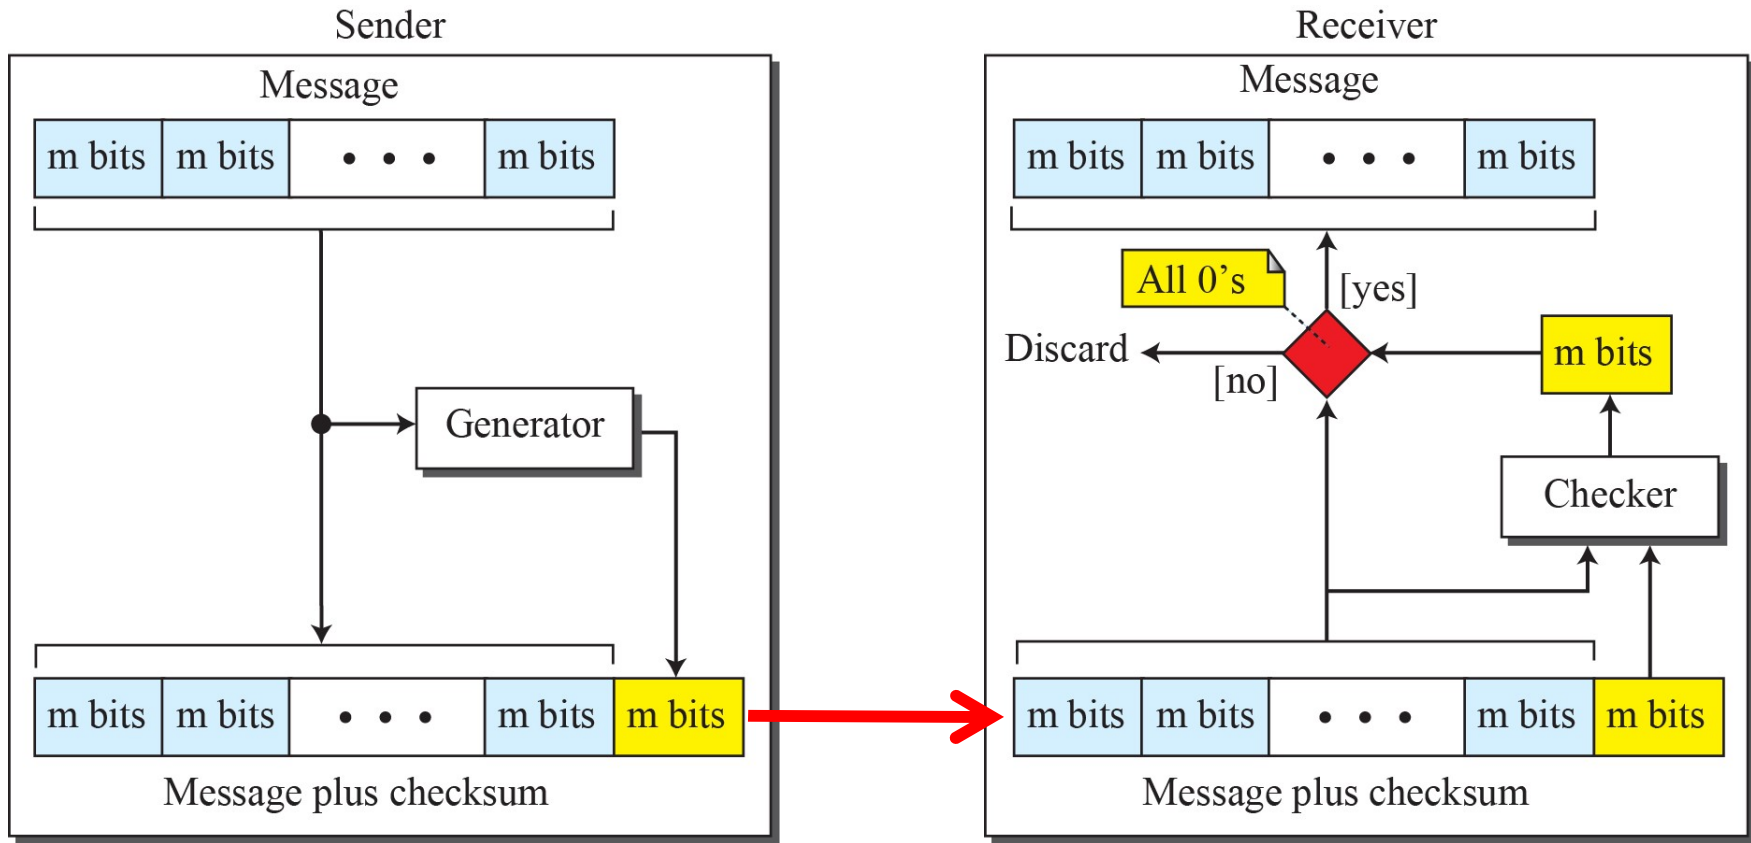 Sender
Message
m bits m bits • • • m bits
Generator
m bits m bits • • • m bits m bits
Message plus checksum
Receiver
Message
m bits m bits • • • m bits
All 0’s
[yes]
Discard
[no]
m bits
Checker
m bits m bits • • • m bits m bits
Message plus checksum